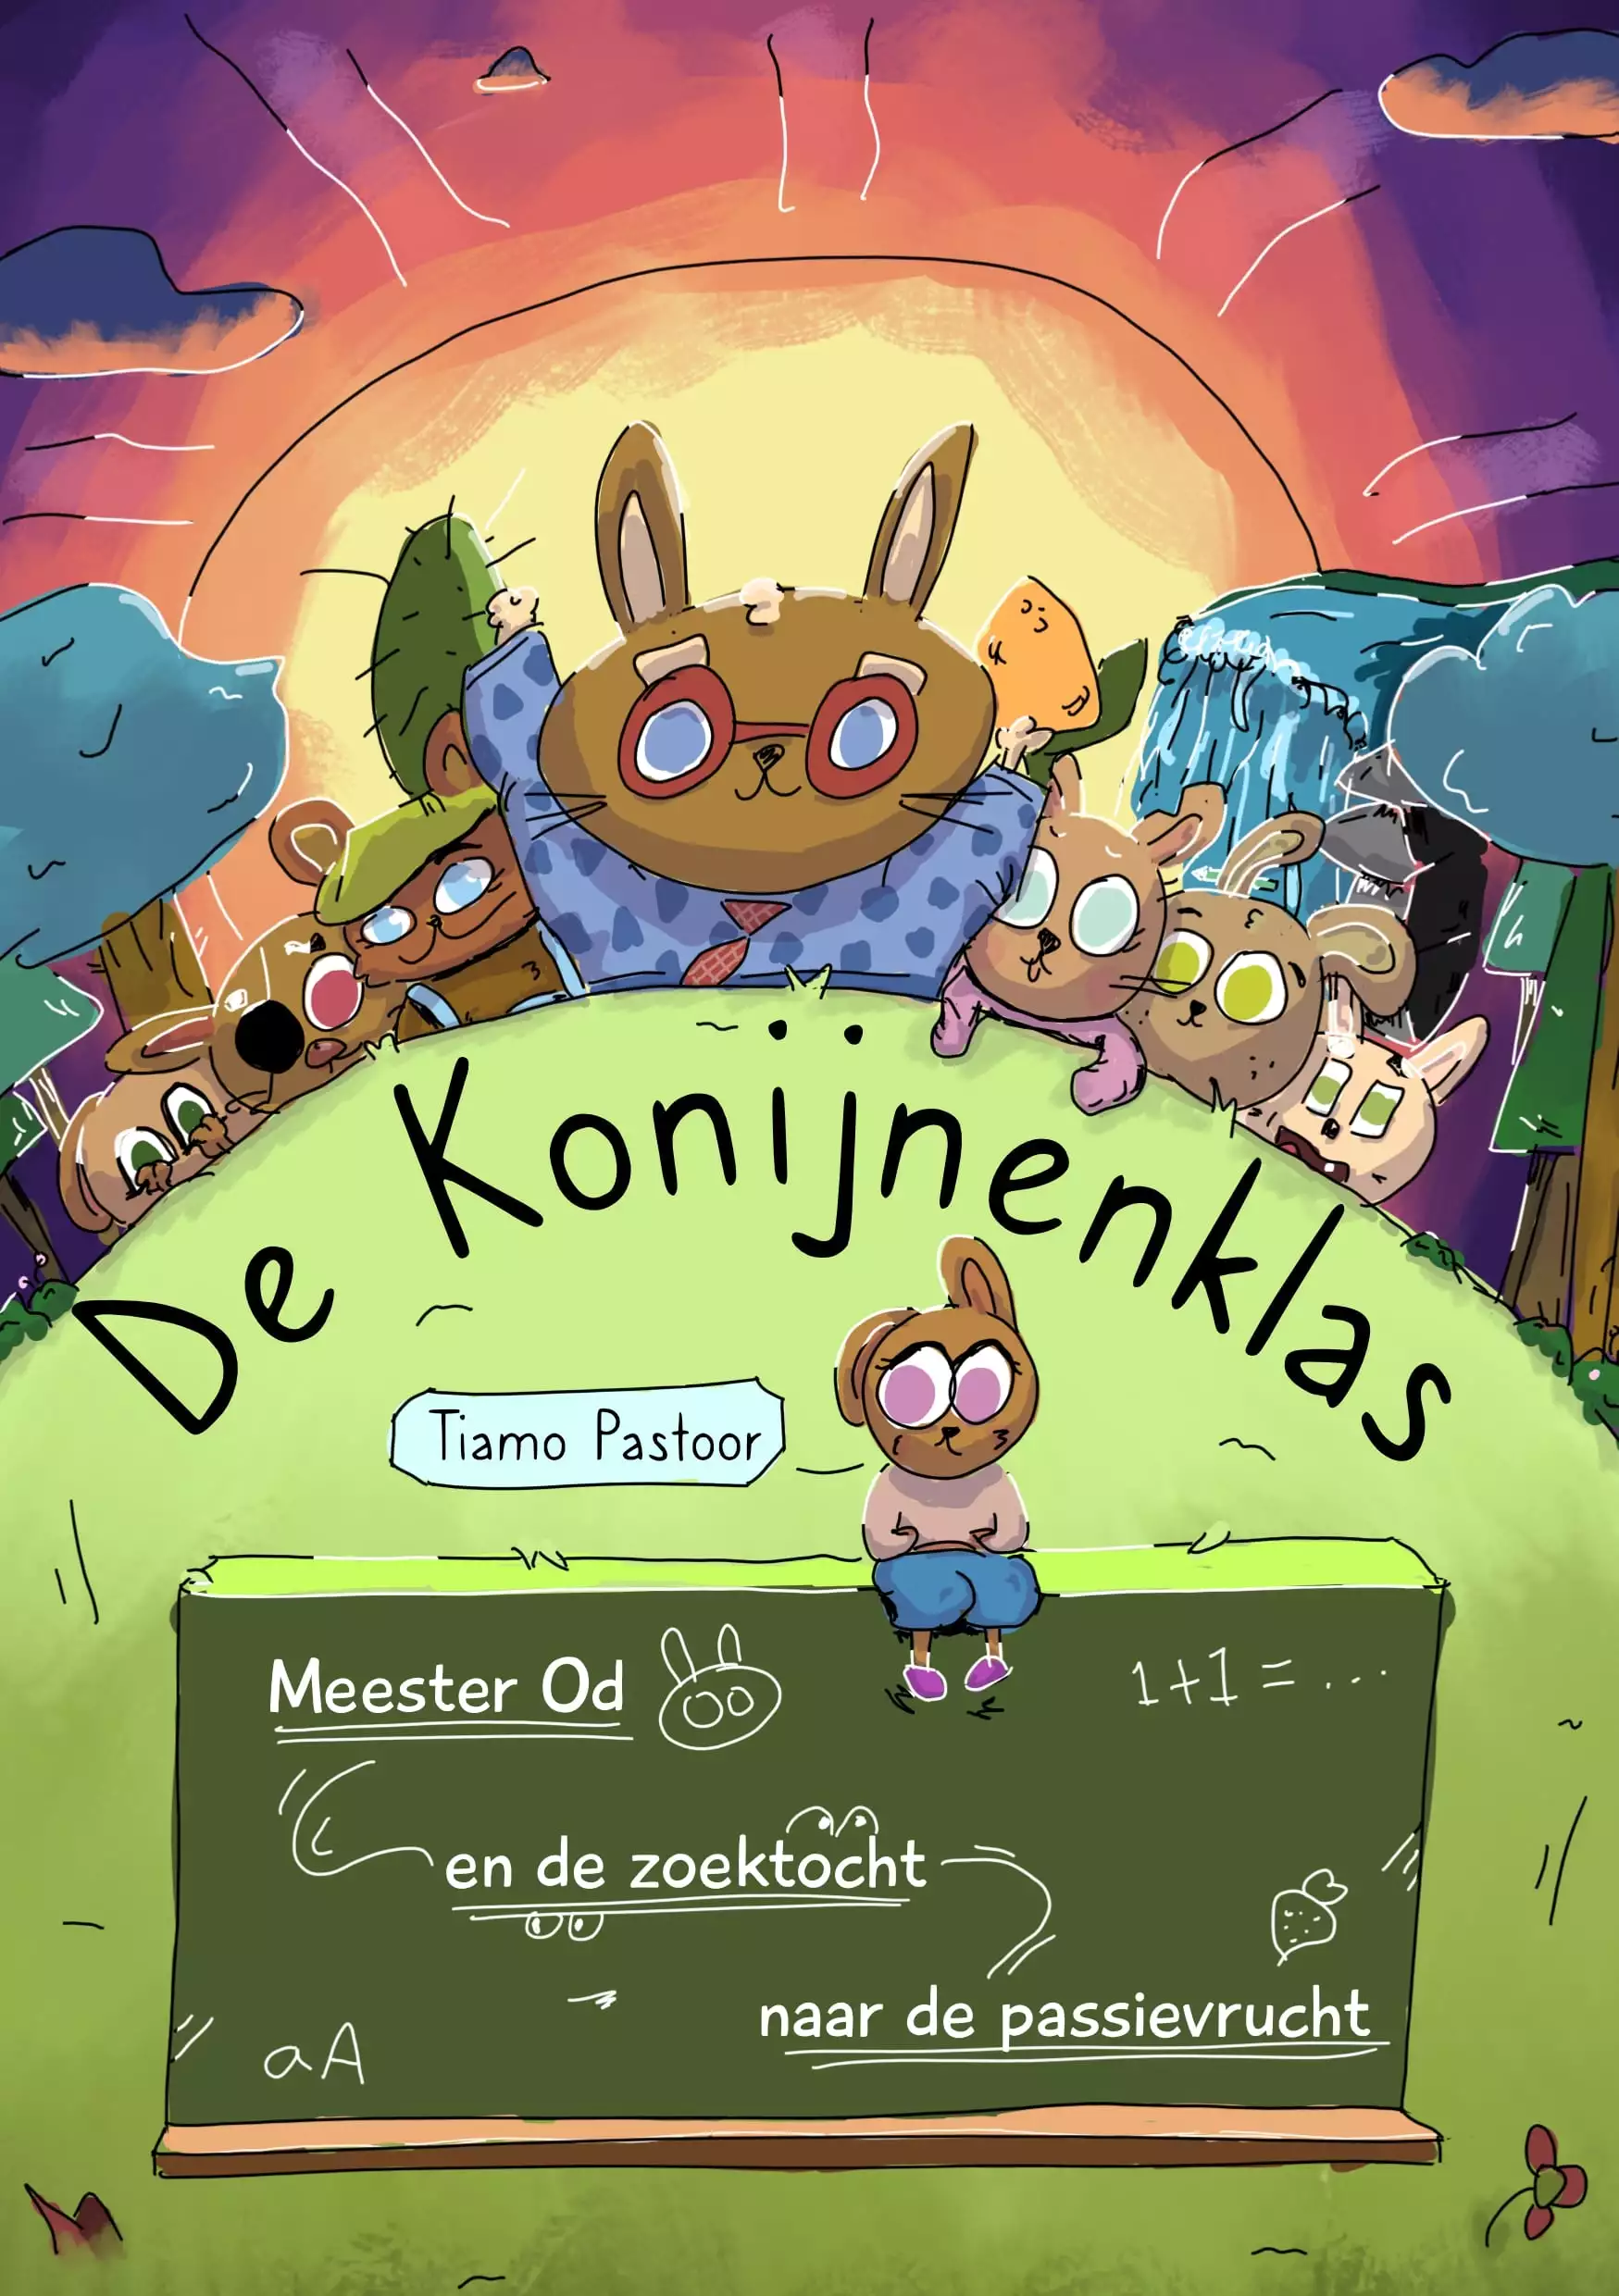 De Konijnenklas
Tiamo Pastoor
Meester Od
1+1 = ...
en de zoektocht
naar de passievrucht
aA